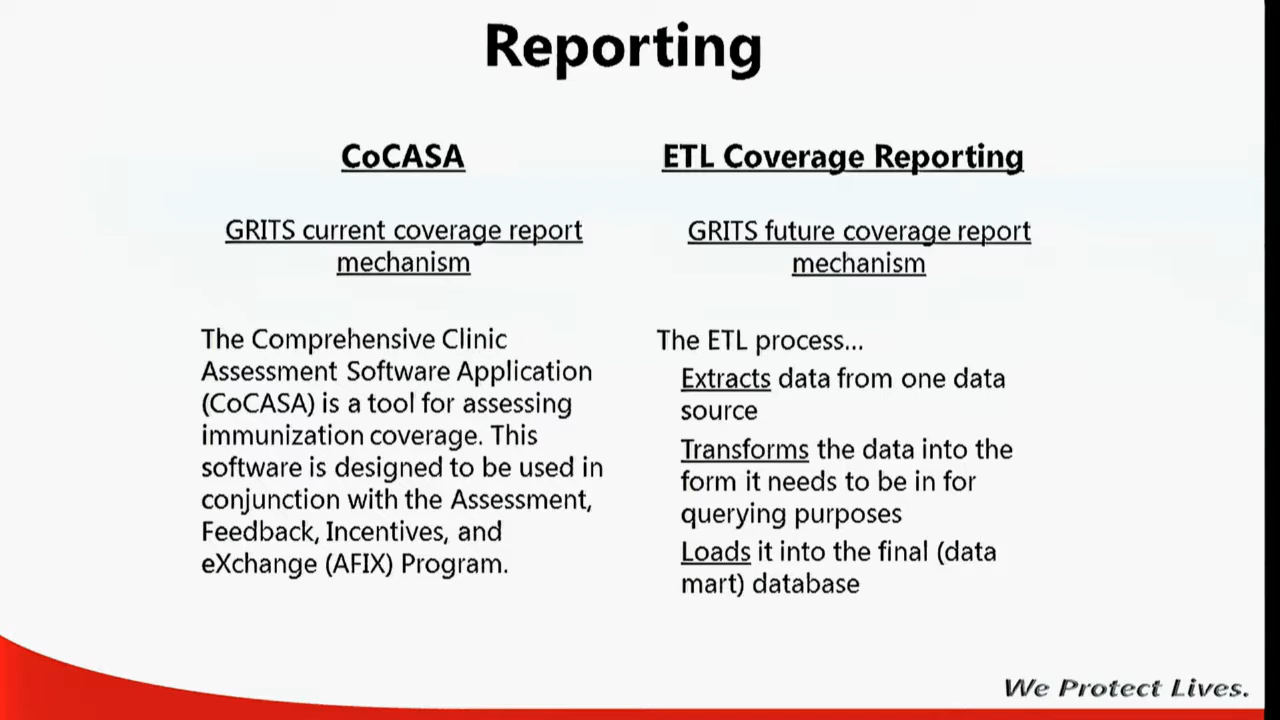 Reporting
CoCASA
GRITS current coverage report
mechanism
The Comprehensive Clinic
Assessment Software Application
(CoCASA) is a tool for assessing
immunization coverage. This
software is designed to be used in
conjunction with the Assessment,
Feedback, Incentives, and
eXchange (AFIX) Program.
ETL Coverage Reporting
GRITS future coverage report
mechanism
The ETL process...
Extracts data from one data
source
Transforms the data into the
form it needs to be in for
querying purposes
Loads it into the final (data
mart) database
We Protect Lives.